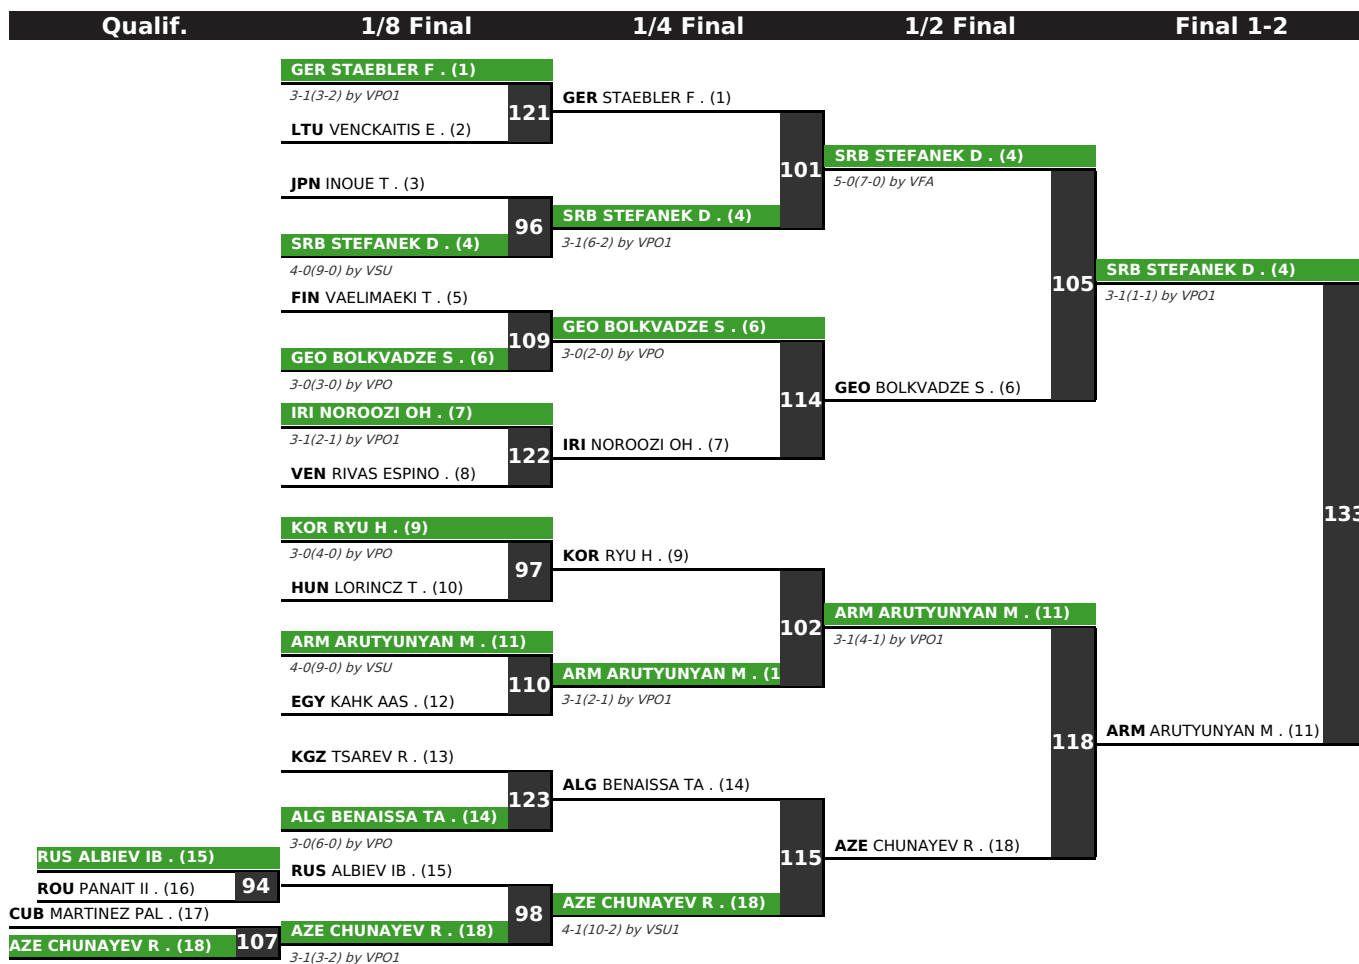 Qualif.
1/8 Final
1/4 Final
1/2 Final
Final 1-2
GER STAEBLER F . (1)
3-1(3-2) by VPO1
121
LTU VENCKAITIS E . (2)
JPN INOUE T . (3)
96
SRB STEFANEK D . (4)
4-0(9-0) by VSU
FIN VAELIMAEKI T . (5)
109
GEO BOLKVADZE S . (6)
3-0(3-0) by VPO
IRI NOROOZI OH . (7)
3-1(2-1) by VPO1
122
VEN RIVAS ESPINO . (8)
KOR RYU H . (9)
3-0(4-0) by VPO
97
HUN LORINCZ T . (10)
ARM ARUTYUNYAN M . (11)
4-0(9-0) by VSU
110
EGY KAHK AAS . (12)
KGZ TSAREV R . (13)
123
ALG BENAISSA TA . (14)
3-0(6-0) by VPO
RUS ALBIEV IB . (15)
RUS ALBIEV IB . (15)
94
ROU PANAIT II . (16)
CUB MARTINEZ PAL . (17)
107
AZE CHUNAYEV R . (18)
98
AZE CHUNAYEV R . (18)
3-1(3-2) by VPO1
GER STAEBLER F . (1)
101
SRB STEFANEK D . (4)
3-1(6-2) by VPO1
GEO BOLKVADZE S . (6)
3-0(2-0) by VPO
114
IRI NOROOZI OH . (7)
KOR RYU H . (9)
102
ARM ARUTYUNYAN M . (1
3-1(2-1) by VPO1
ALG BENAISSA TA . (14)
115
AZE CHUNAYEV R . (18)
4-1(10-2) by VSU1
SRB STEFANEK D . (4)
5-0(7-0) by VFA
105
GEO BOLKVADZE S . (6)
ARM ARUTYUNYAN M . (11)
3-1(4-1) by VPO1
118
AZE CHUNAYEV R . (18)
SRB STEFANEK D . (4)
3-1(1-1) by VPO1
133
ARM ARUTYUNYAN M . (11)